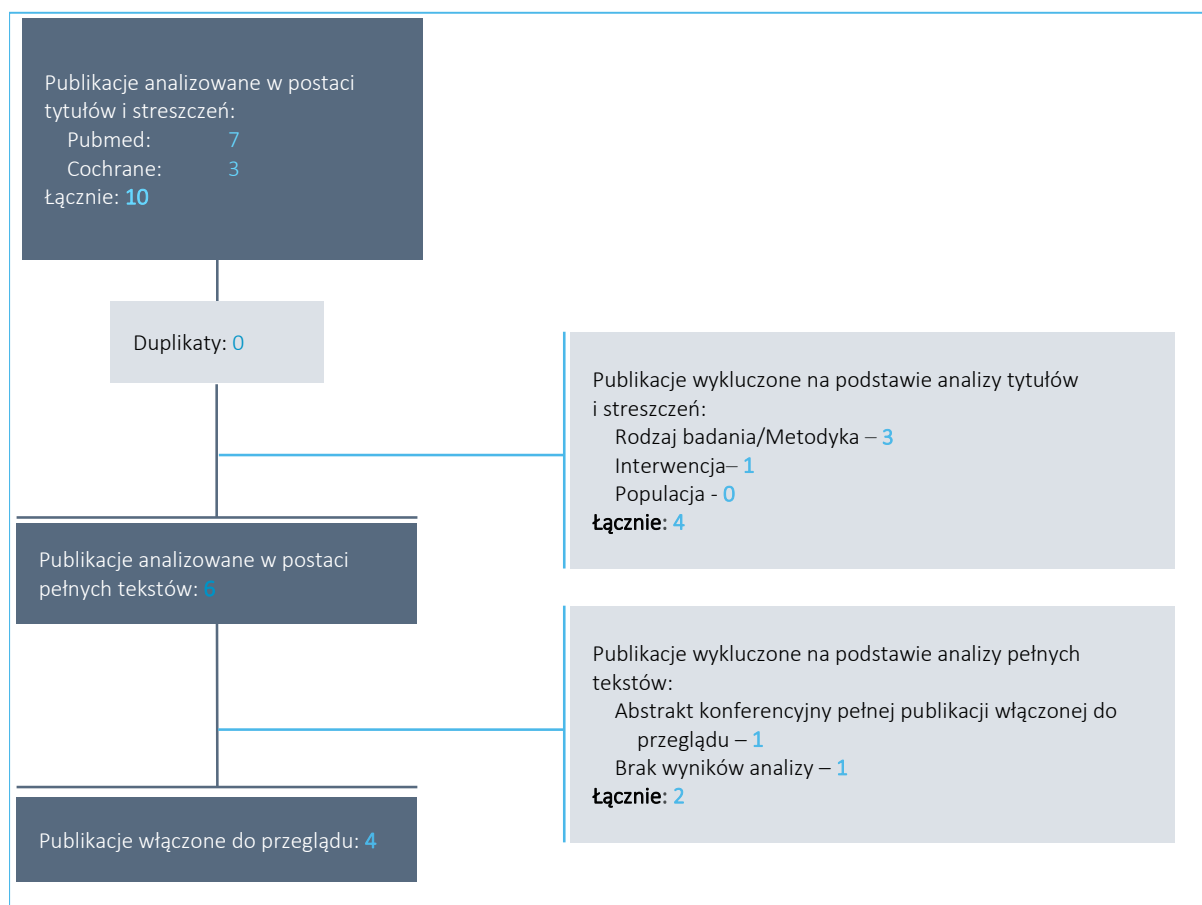 Publikacje analizowane w postaci
tytułów i streszczeń:
Pubmed: 7
Cochrane: 3
Łącznie: 10
Duplikaty: 0
Publikacje wykluczone na podstawie analizy tytułów
i streszczeń:
Rodzaj badania/Metodyka – 3
Interwencja– 1
Populacja - 0
Łącznie: 4
Publikacje analizowane w postaci
pełnych tekstów: 6
Publikacje wykluczone na podstawie analizy pełnych
tekstów:
Abstrakt konferencyjny pełnej publikacji włączonej do
przeglądu – 1
Brak wyników analizy – 1
Łącznie: 2
Publikacje włączone do przeglądu: 4